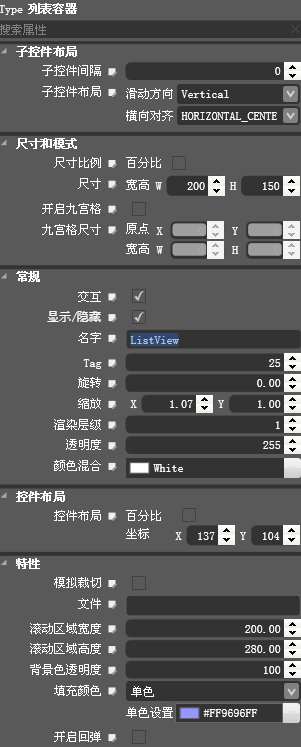 Type 列表容器
搜索属性
子控件布局
子控件间隔 0
子控件布局 滑动方向 Vertical
横向对齐 HORIZONTAL_CENTE
尺寸和模式
尺寸比例 百分比
尺寸 宽高 W 200 H 150
开启九宫格
九宫格尺寸 原点 X Y
宽高 W H
常规
交互
显示/隐藏
名字 ListView
Tag 25
旋转 0.00
缩放 X 1.07 Y 1.00
渲染层级 1
透明度 255
颜色混合 White
控件布局
控件布局 百分比
坐标 X 137 Y 104
特性
模拟裁切
文件
滚动区域宽度 200.00
滚动区域高度 280.00
背景色透明度 100
填充颜色 单色
单色设置 #FF9696FF
开启回弹